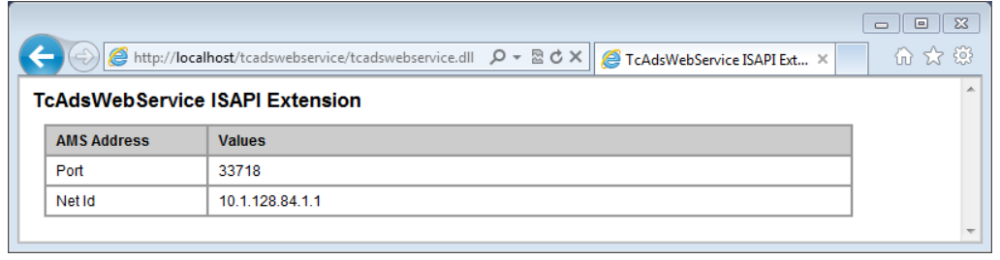 http://localhost/tcadswebservice/tcadswebservice.dll
TcAdsWebService ISAPI Ext...
TcAdsWebService ISAPI Extension
AMS Address Values
Port 33718
Net Id 10.1.128.84.1.1